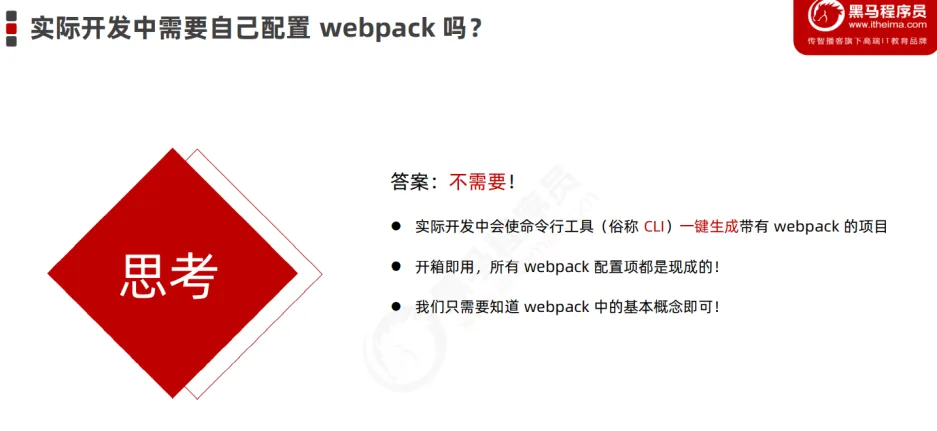 实际开发中需要自己配置 webpack 吗？
黑马程序员
www.itheima.com
传智播客旗下高端IT教育品牌
思考
答案：不需要！
● 实际开发中会使命令行工具（俗称 CLI）一键生成带有 webpack 的项目
● 开箱即用，所有 webpack 配置项都是现成的！
● 我们只需要知道 webpack 中的基本概念即可！